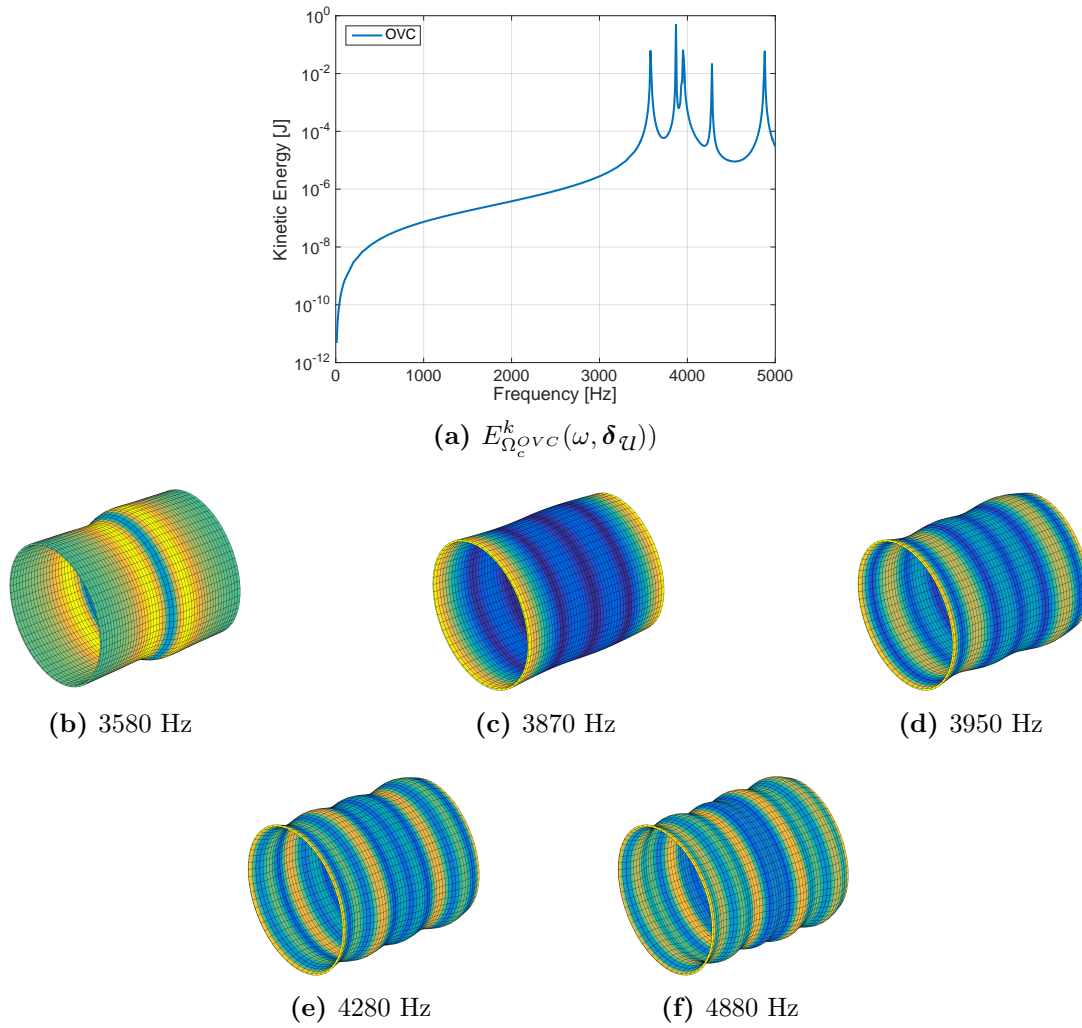 10^0
10^-2
10^-4
10^-6
10^-8
10^-10
10^-12
Kinetic Energy [J]
OVC
0 1000 2000 3000 4000 5000
Frequency [Hz]
(a) E^k_{Ω_c^{OVC}}(ω, δ_𝒰))
(b) 3580 Hz
(c) 3870 Hz
(d) 3950 Hz
(e) 4280 Hz
(f) 4880 Hz